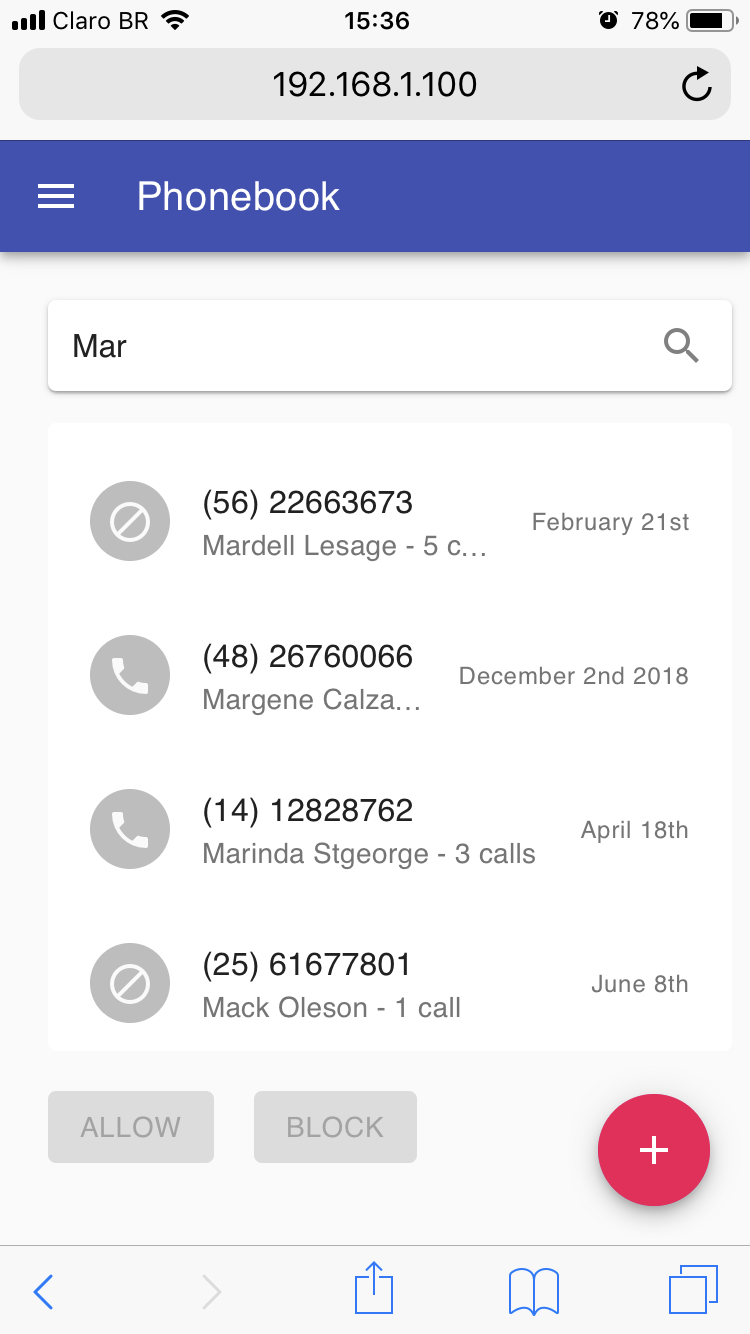 Claro BR 15:36 78%
192.168.1.100
Phonebook
Mar
(56) 22663673
Mardell Lesage - 5 c...
February 21st
(48) 26760066
Margene Calza...
December 2nd 2018
(14) 12828762
Marinda Stgeorge - 3 calls
April 18th
(25) 61677801
Mack Oleson - 1 call
June 8th
ALLOW BLOCK